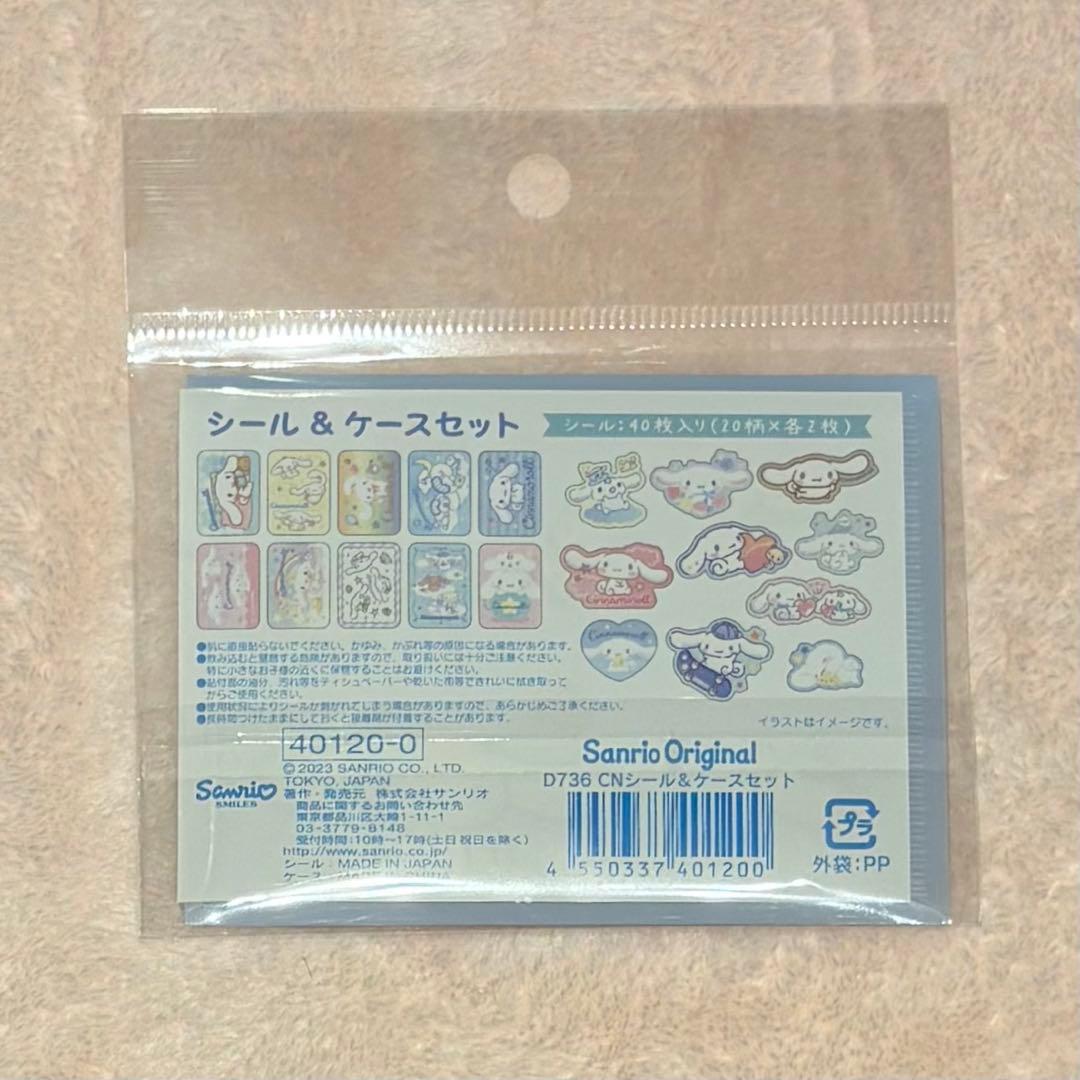 シール & ケースセット
シール:40枚入り(20柄×各2枚)
Cinnamoroll
Cinnamoroll
Cinnamoroll
●肌に直接貼らないでください。かゆみ、かぶれ等の原因になる場合があります。
●飲み込むと窒息する危険がありますので、取り扱いには十分ご注意ください。
特に小さなお子様の近くに保管することはお避けください。
●貼付面の油分、汚れ等をティシュペーパーや乾いた布等できれいに拭き取って
からご使用ください。
●使用状況によりシールが剥がれてしまう場合がありますので、あらかじめご了承ください。
●長時間つけたままにしておくと接着剤が付着することがあります。
イラストはイメージです。
40120-0
©2023 SANRIO CO., LTD.
TOKYO, JAPAN
Sanrio
SMILES
著作・発売元 株式会社サンリオ
商品に関するお問い合わせ先
東京都品川区大崎1-11-1
03-3779-8148
受付時間:10時〜17時(土日祝日を除く)
http://www.sanrio.co.jp/
シール:MADE IN JAPAN
ケース:MADE IN CHINA
Sanrio Original
D736 CNシール&ケースセット
4 550337 401200
プラ
外袋:PP